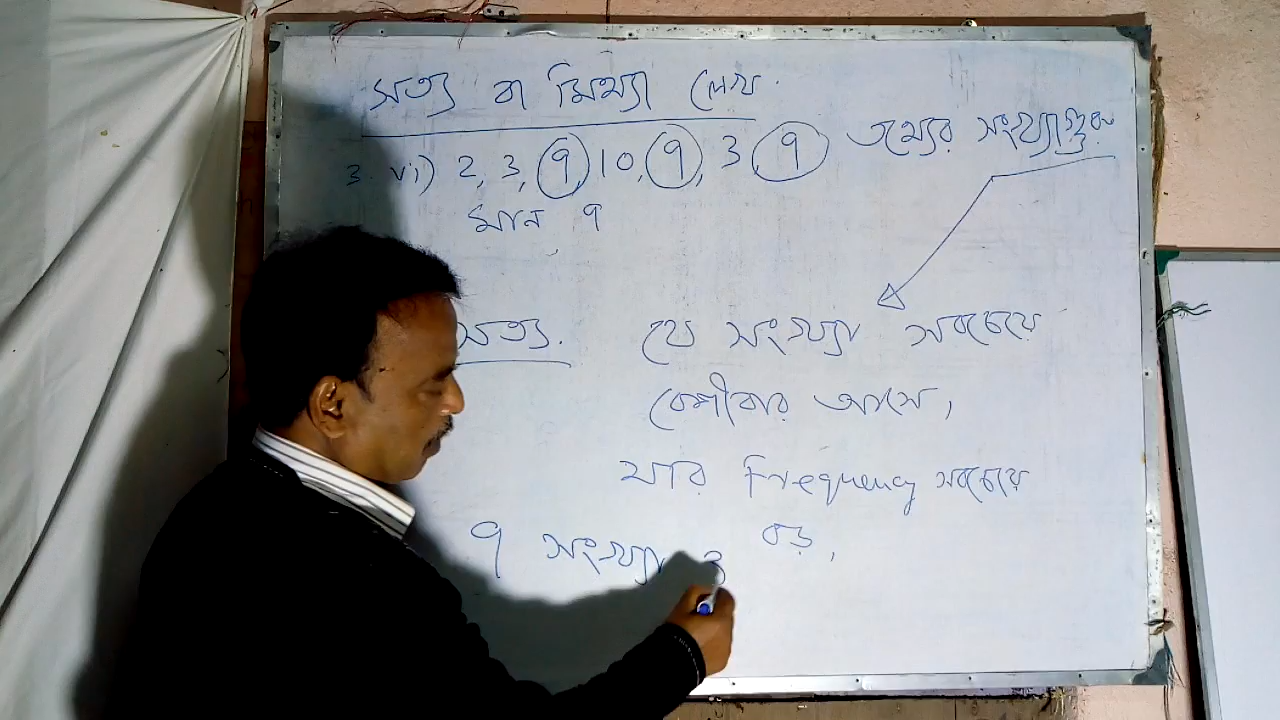 সত্য বা মিথ্যা লেখ.
3. vi) 2, 3, 9, 10, 9, 3, 9 তথ্যের সংখ্যাগুরু
মান 9
সত্য. যে সংখ্যা সবচেয়ে
বেশীবার আসে,
যার Frequency সবচেয়ে
বড়,
9 সংখ্যা 3